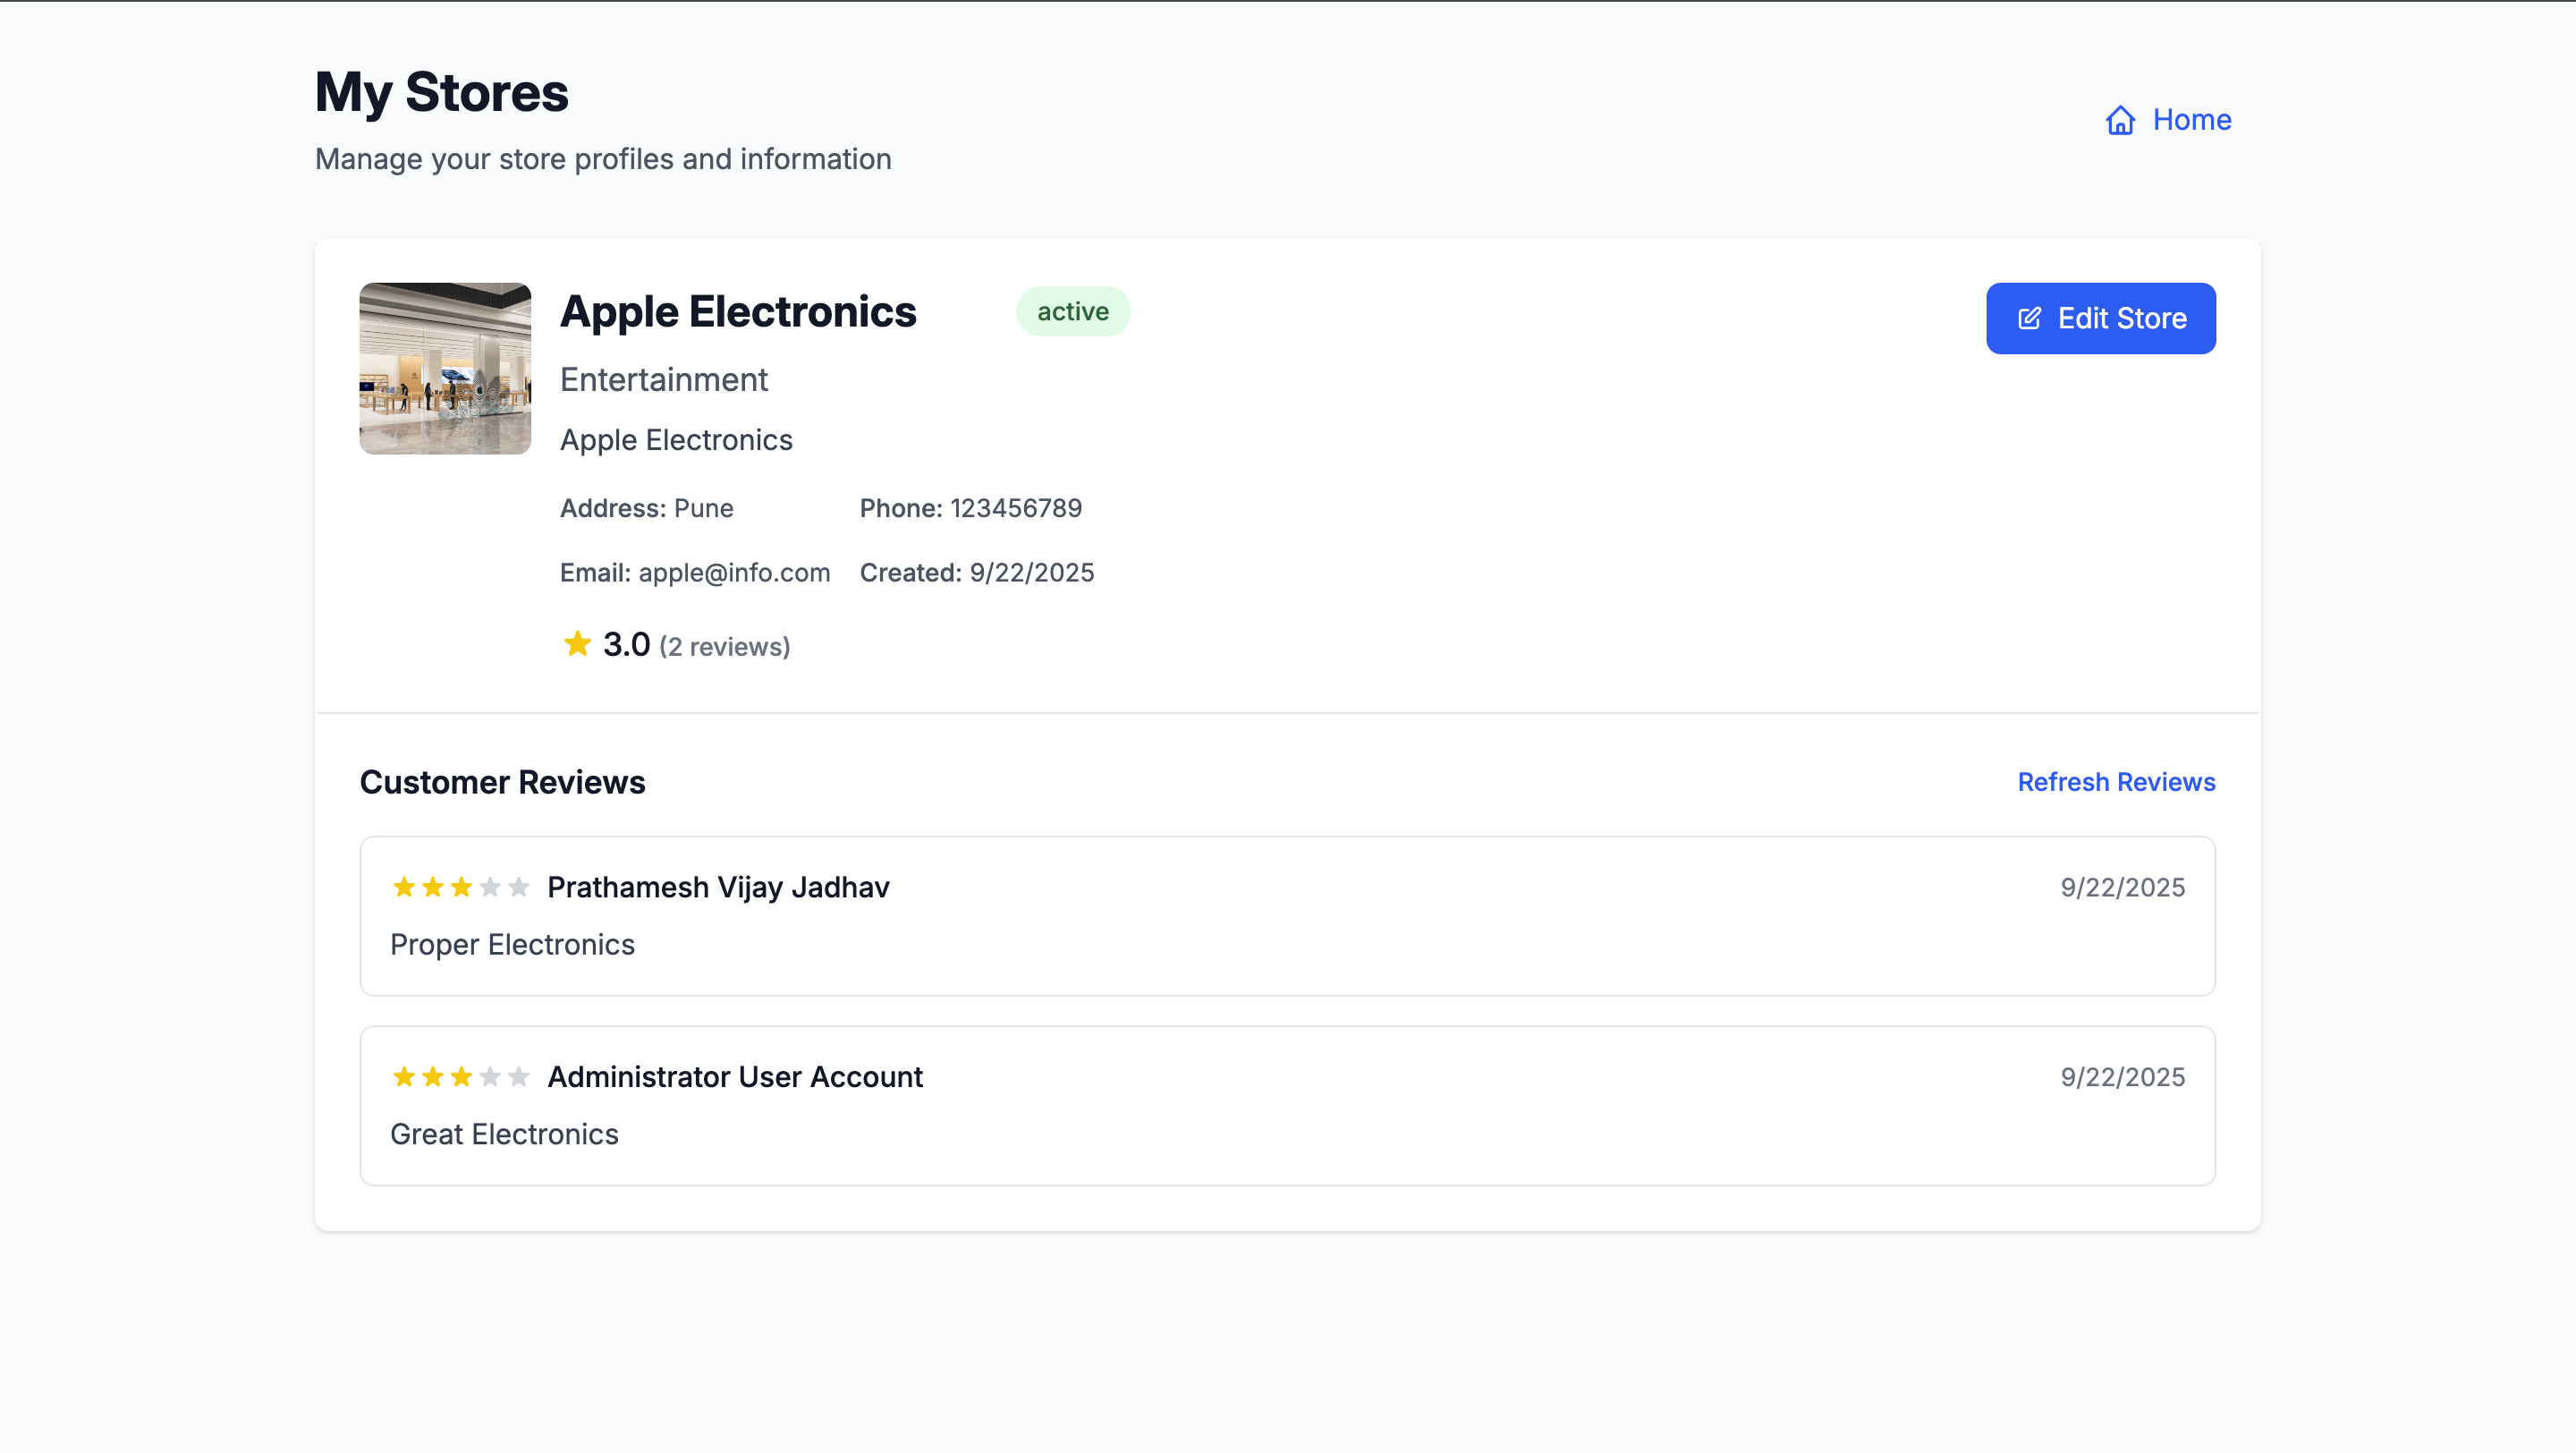 My Stores
Home
Manage your store profiles and information
Apple Electronics active
Edit Store
Entertainment
Apple Electronics
Address: Pune Phone: 123456789
Email: apple@info.com Created: 9/22/2025
3.0 (2 reviews)
Customer Reviews Refresh Reviews
Prathamesh Vijay Jadhav 9/22/2025
Proper Electronics
Administrator User Account 9/22/2025
Great Electronics